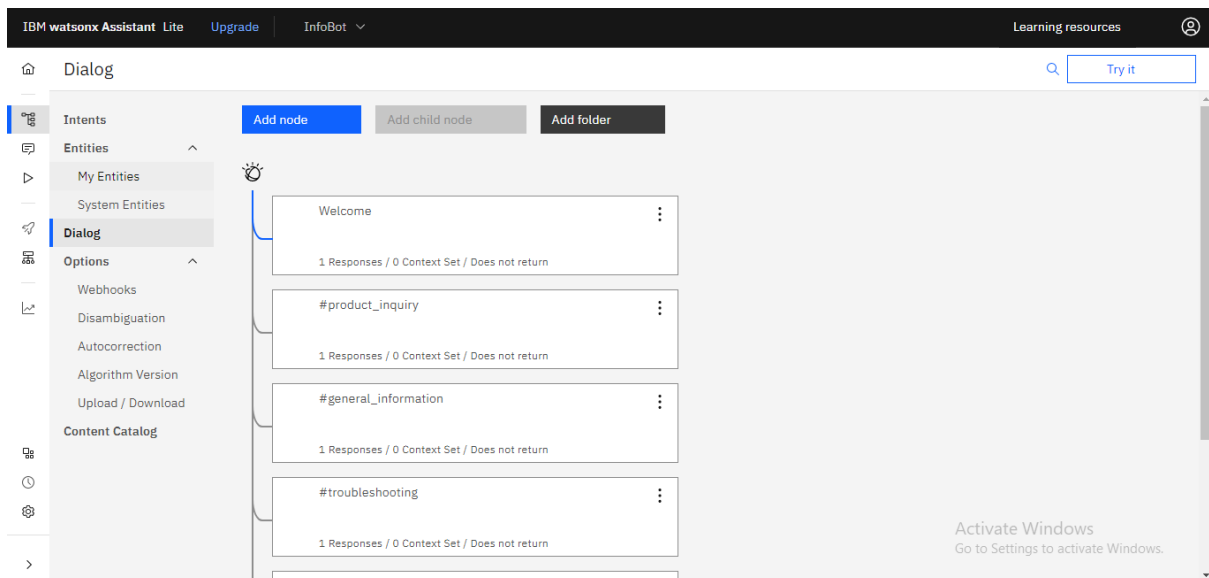 IBM watsonx Assistant Lite Upgrade InfoBot Learning resources
Dialog Try it
Intents
Entities
My Entities
System Entities
Dialog
Options
Webhooks
Disambiguation
Autocorrection
Algorithm Version
Upload / Download
Content Catalog
Add node Add child node Add folder
Welcome
1 Responses / 0 Context Set / Does not return
#product_inquiry
1 Responses / 0 Context Set / Does not return
#general_information
1 Responses / 0 Context Set / Does not return
#troubleshooting
1 Responses / 0 Context Set / Does not return
Activate Windows
Go to Settings to activate Windows.